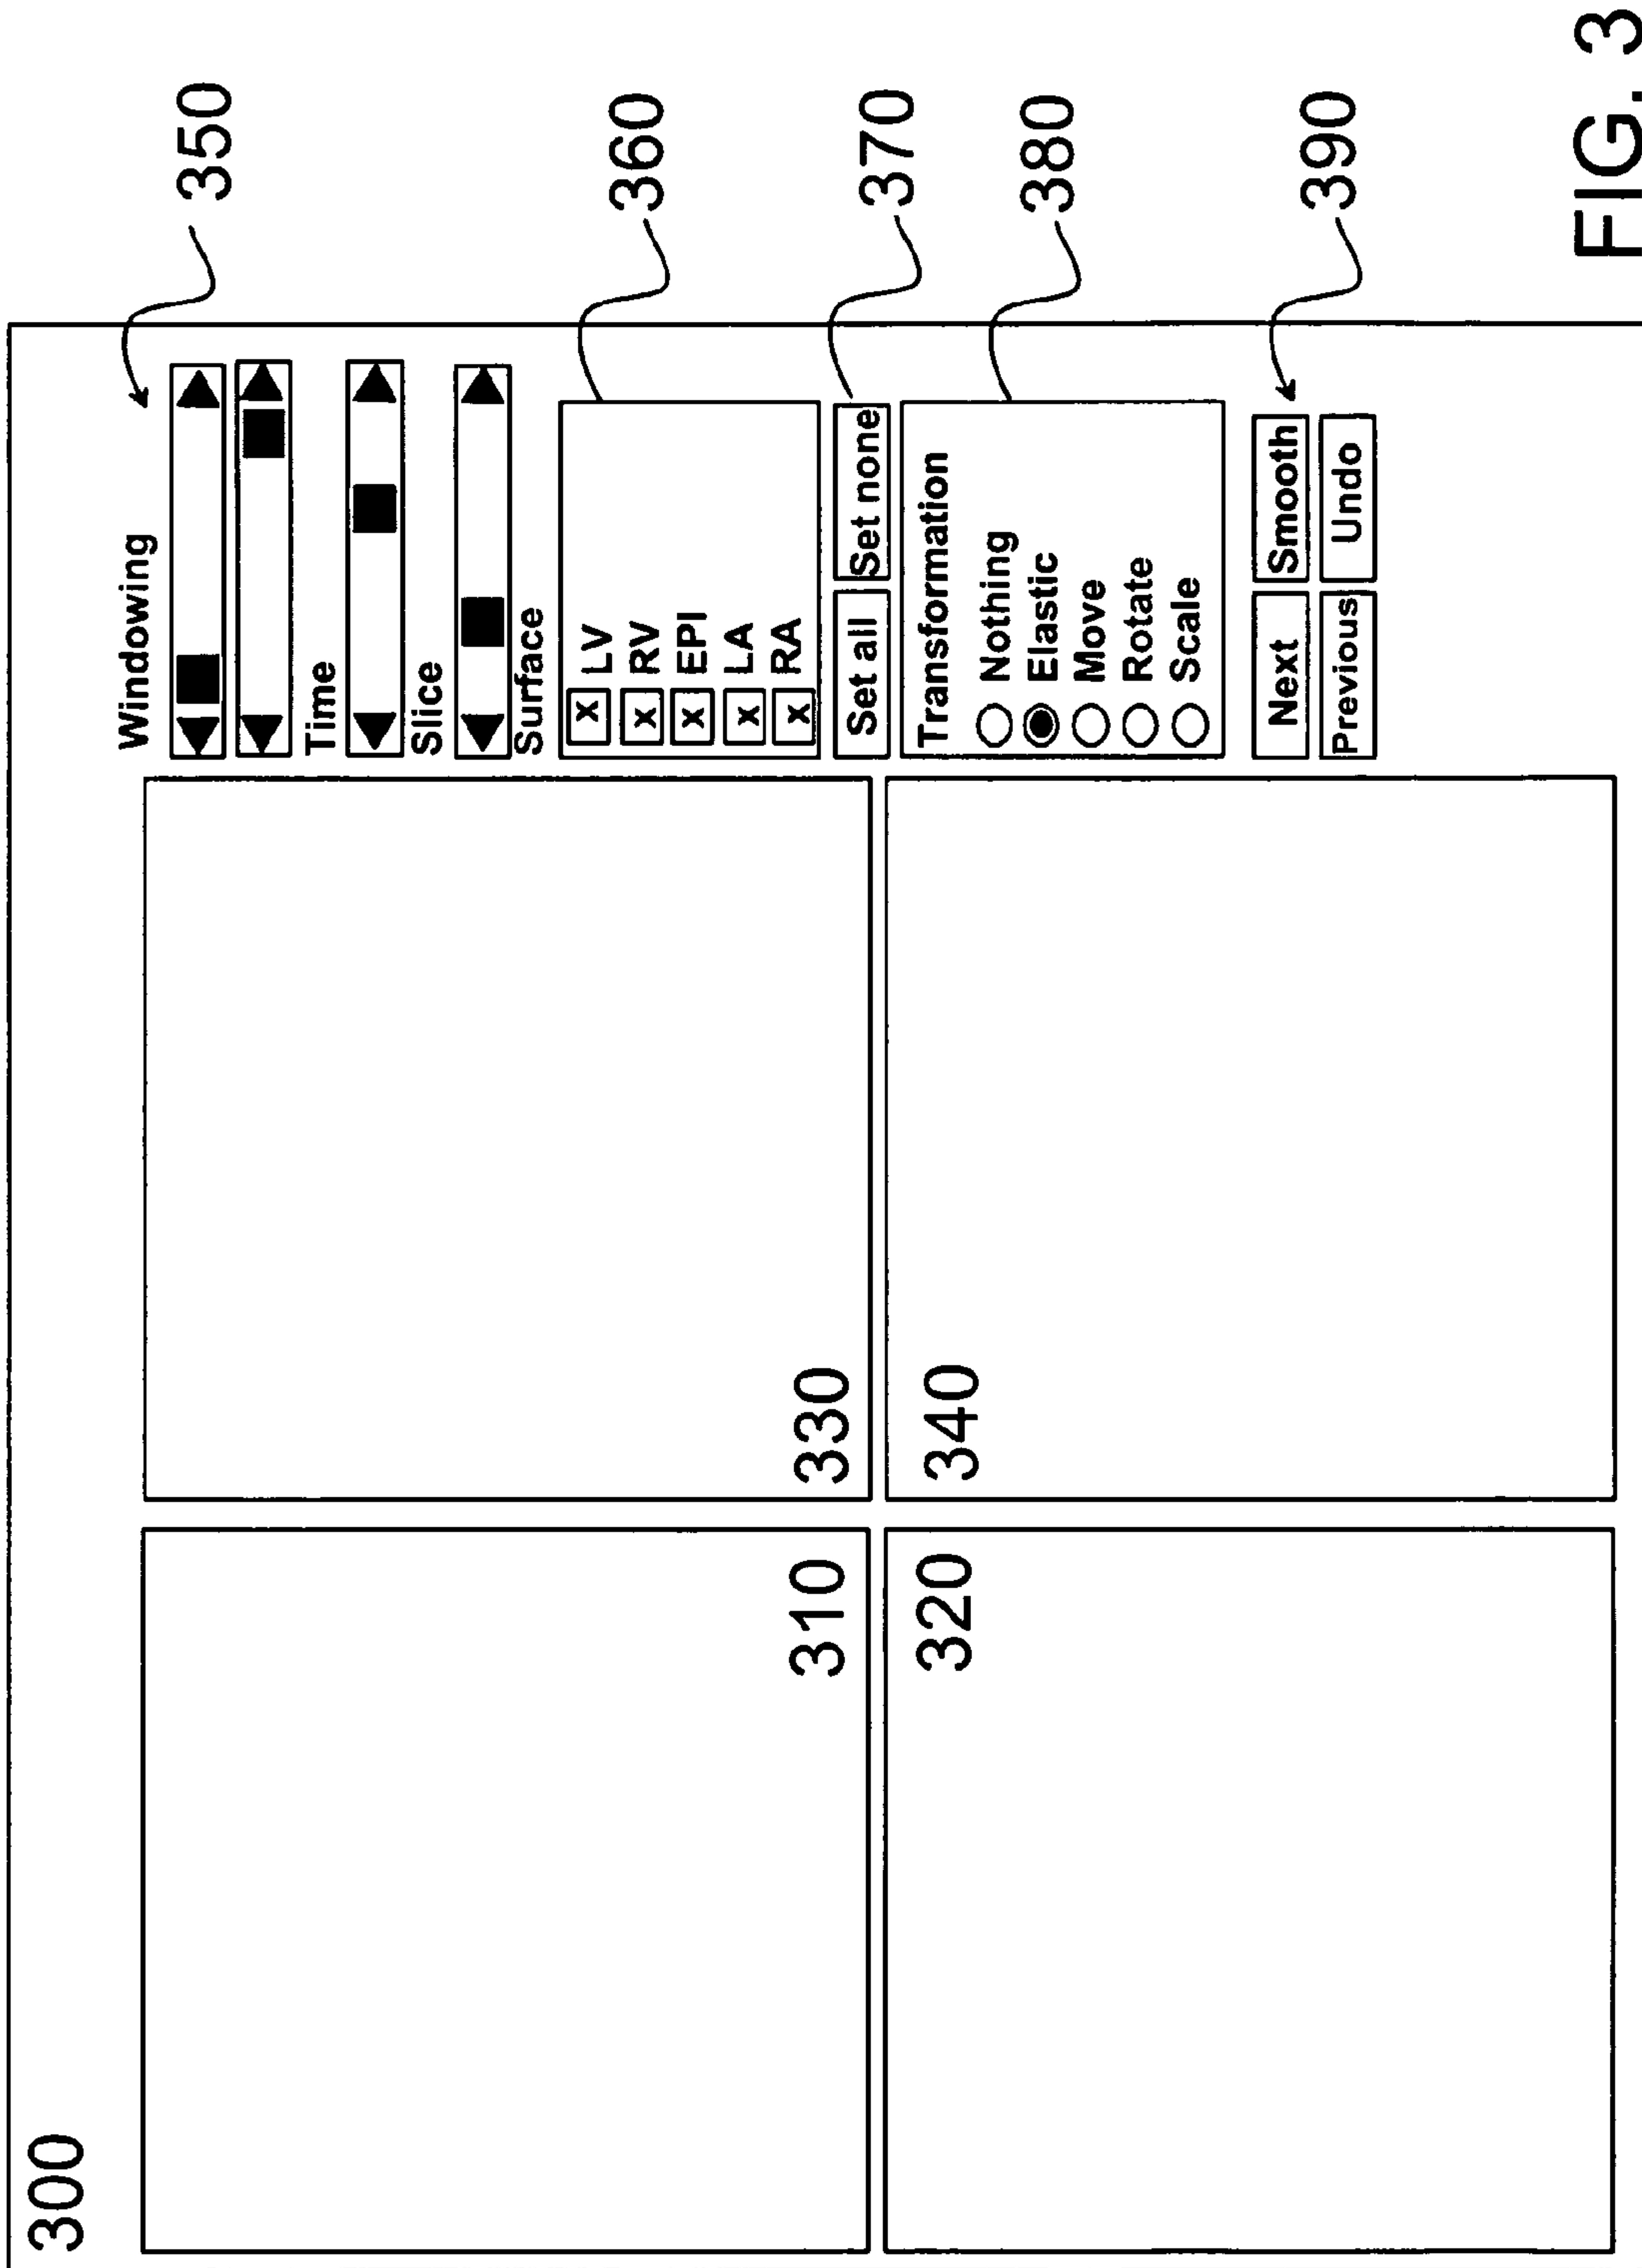 300
310
320
330
340
Windowing
350
Time
Slice
Surface
x LV
x RV
x EPI
x LA
x RA
360
Set all Set none
370
Transformation
Nothing
Elastic
Move
Rotate
Scale
380
Next Smooth
Previous Undo
390
FIG. 3